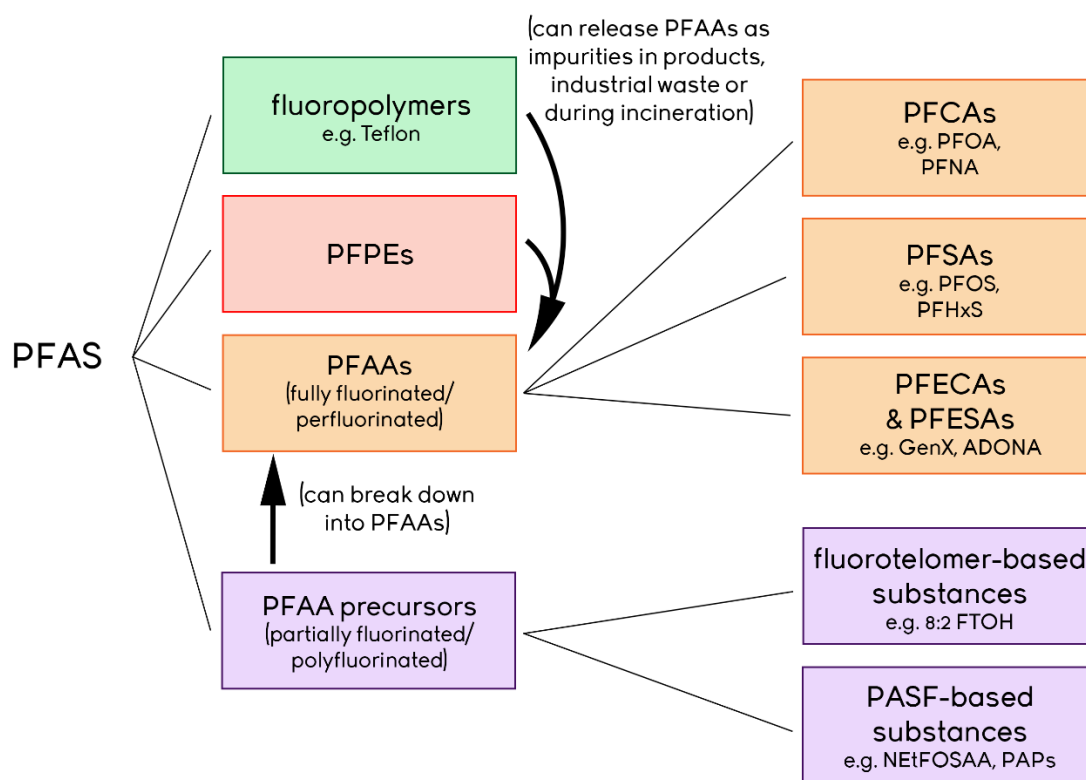 PFAS
fluoropolymers
e.g. Teflon
PFPEs
PFAAs
(fully fluorinated/
perfluorinated)
(can break down
into PFAAs)
PFAA precursors
(partially fluorinated/
polyfluorinated)
(can release PFAAs as
impurities in products,
industrial waste or
during incineration)
PFCAs
e.g. PFOA,
PFNA
PFSAs
e.g. PFOS,
PFHxS
PFECAs
& PFESAs
e.g. GenX, ADONA
fluorotelomer-based
substances
e.g. 8:2 FTOH
PASF-based
substances
e.g. NEtFOSAA, PAPs